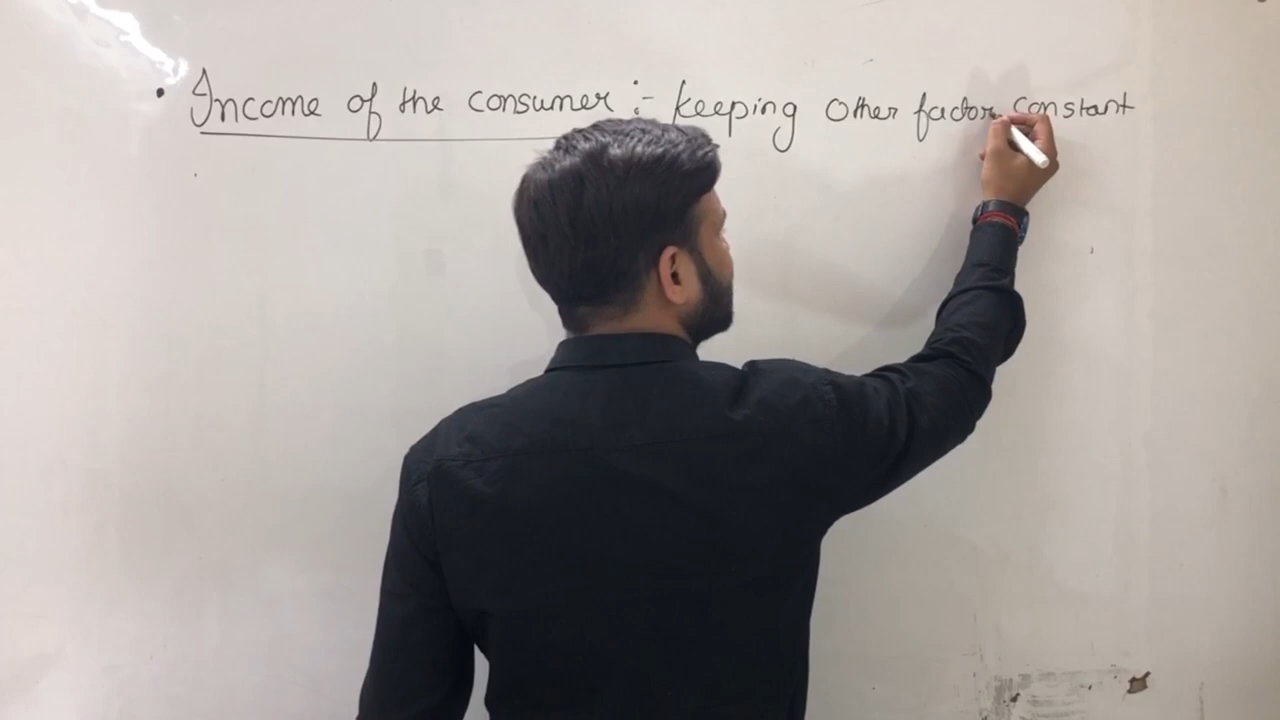 • Income of the consumer :- keeping Other factor constant